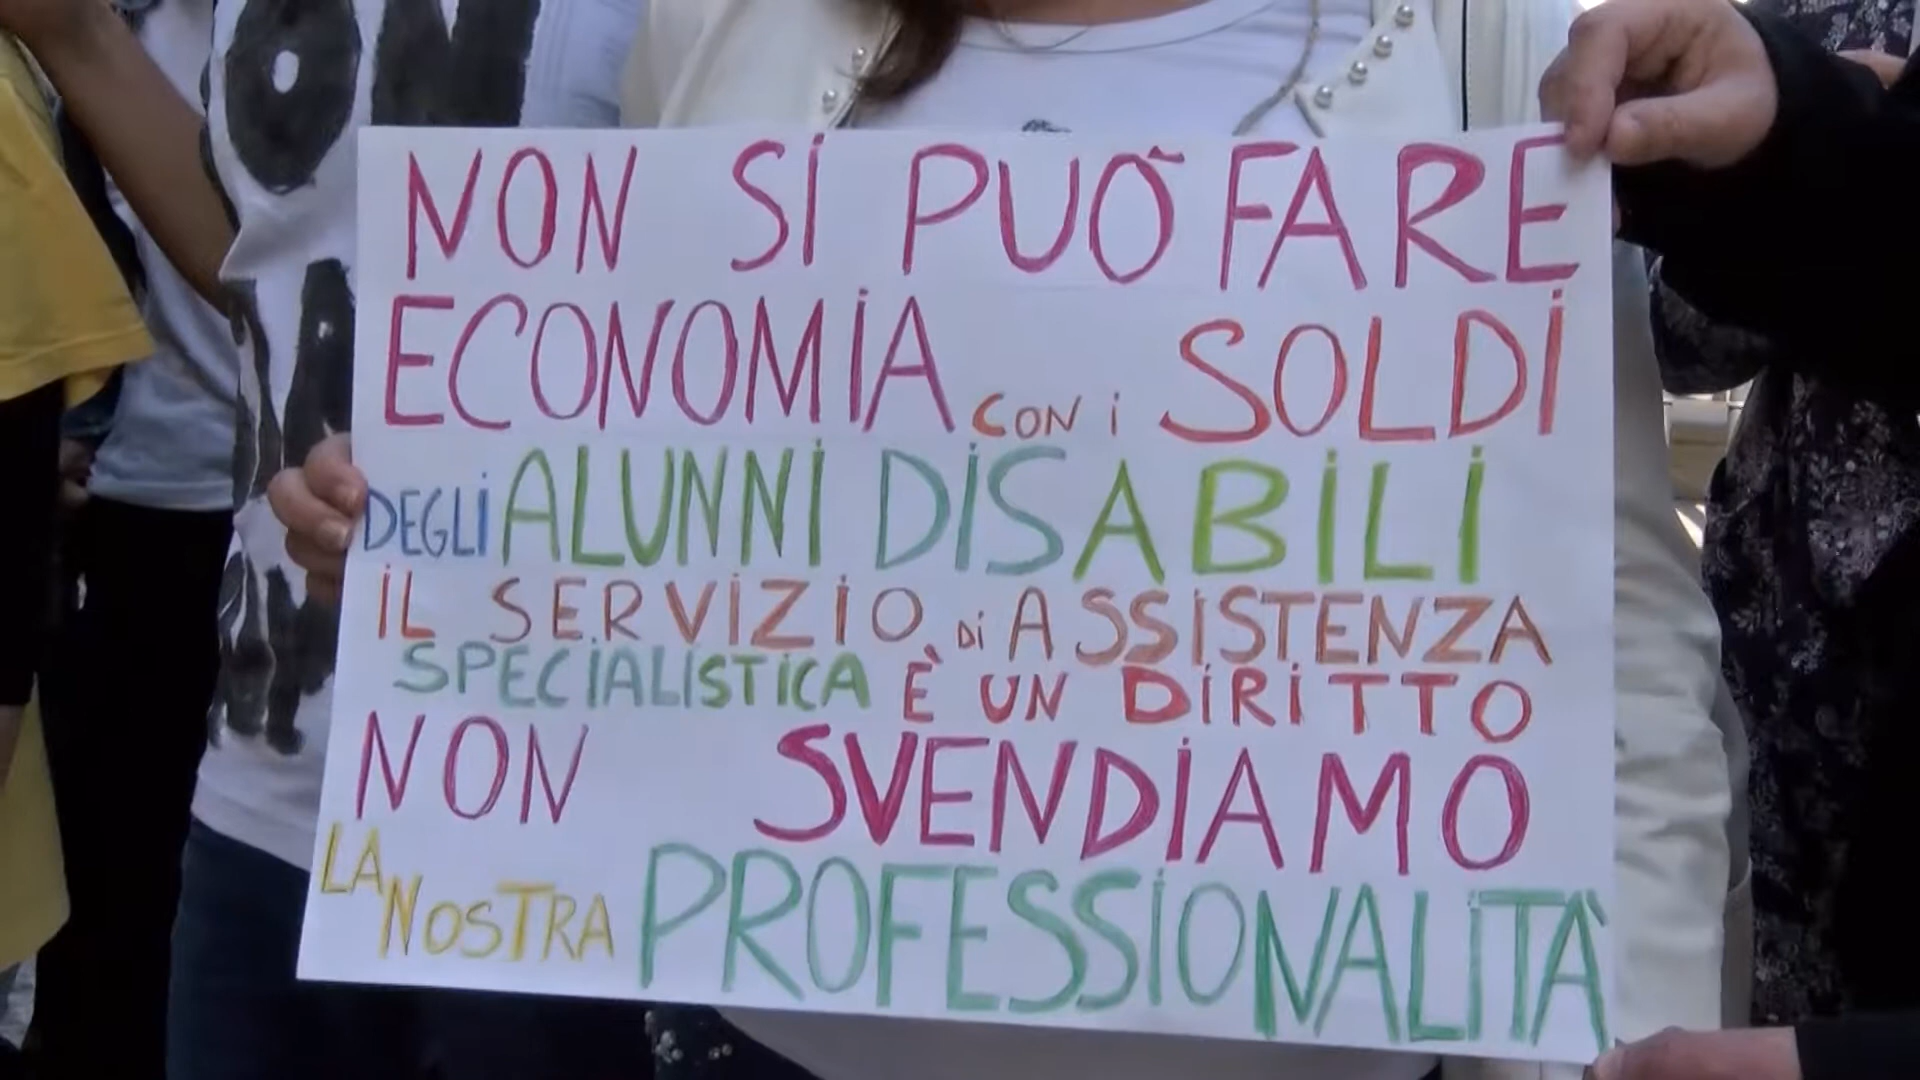 NON SI PUÒ FARE
ECONOMIA CON I SOLDI
DEGLI ALUNNI DISABILI
IL SERVIZIO DI ASSISTENZA
SPECIALISTICA È UN DIRITTO
NON SVENDIAMO
LA NOSTRA PROFESSIONALITÀ